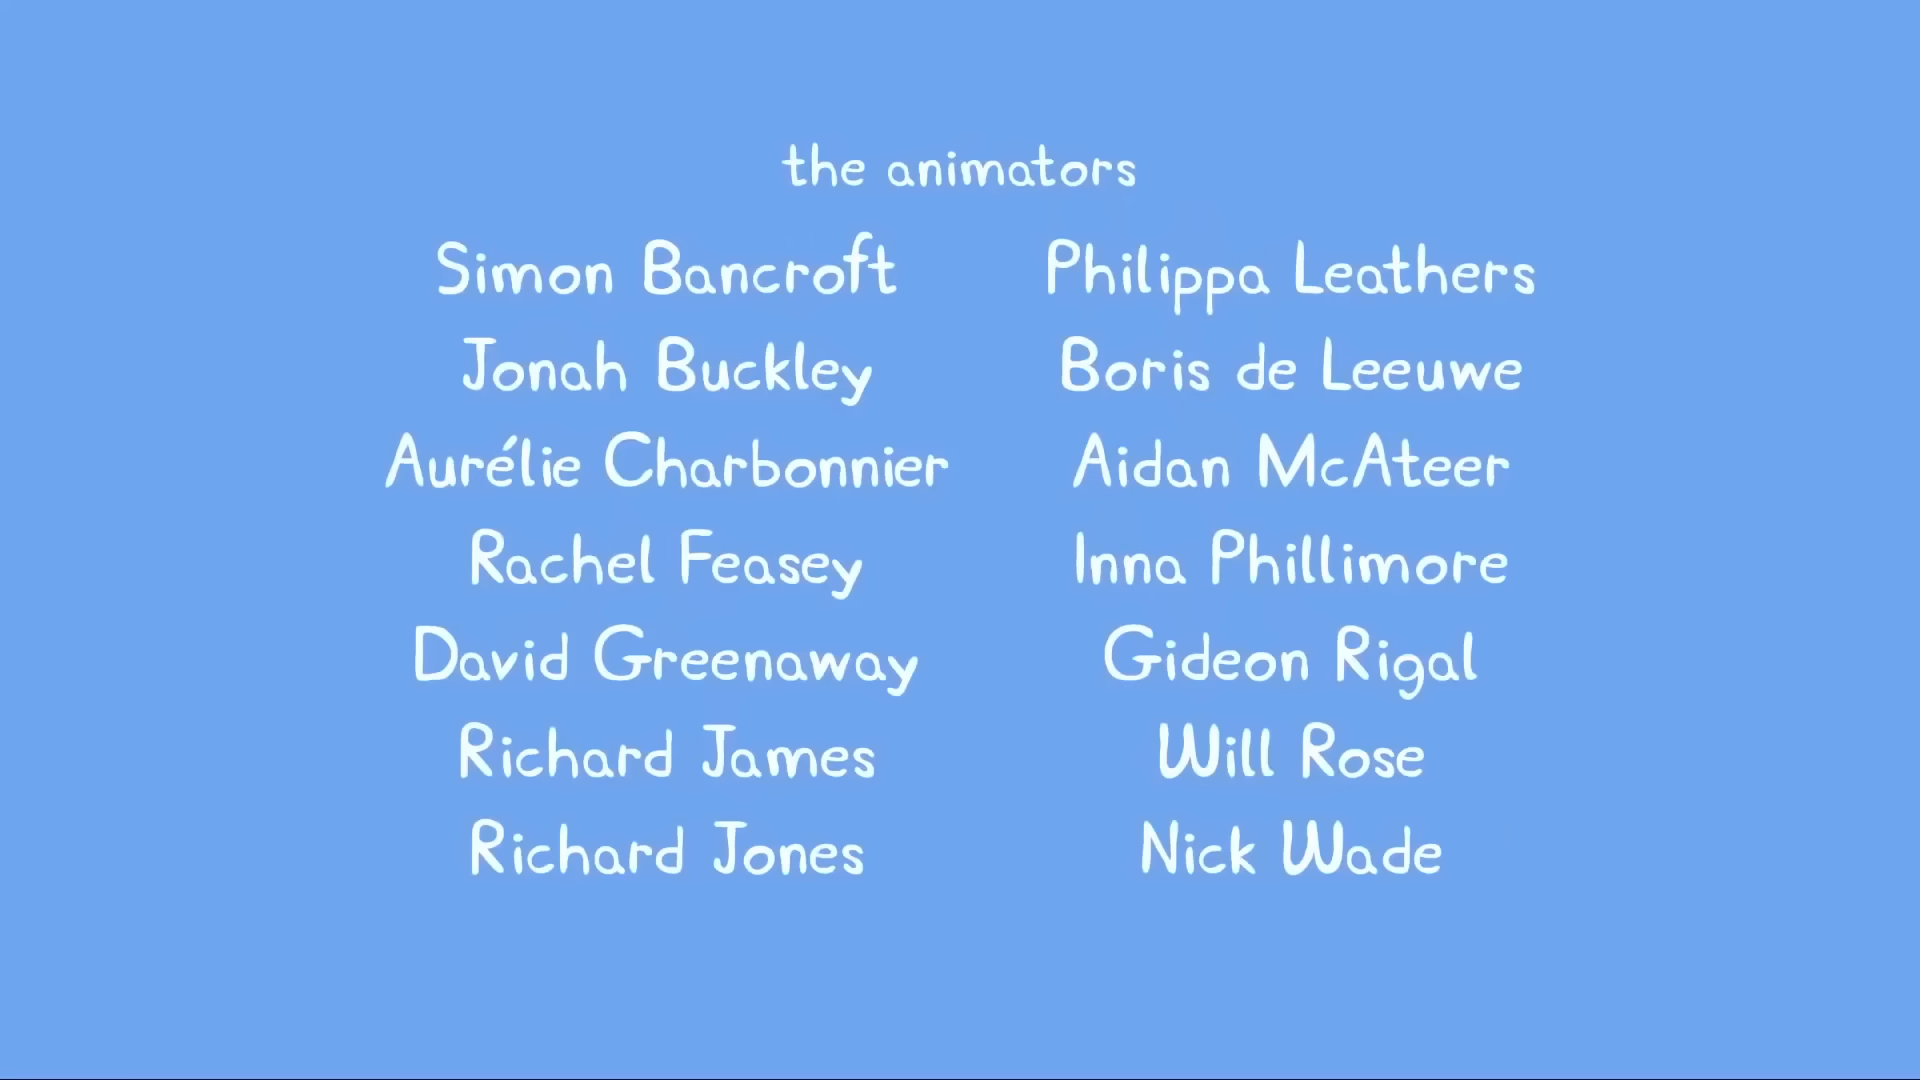 the animators
Simon Bancroft
Jonah Buckley
Aurélie Charbonnier
Rachel Feasey
David Greenaway
Richard James
Richard Jones
Philippa Leathers
Boris de Leeuwe
Aidan McAteer
Inna Phillimore
Gideon Rigal
Will Rose
Nick Wade